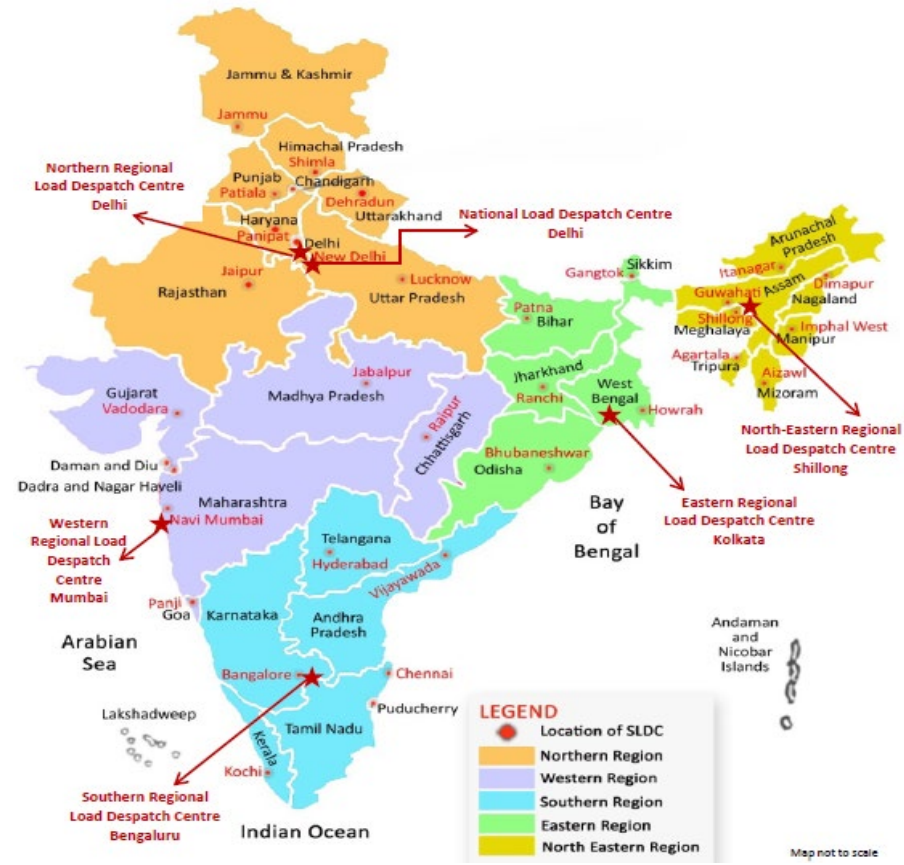 Jammu & Kashmir
Jammu
Himachal Pradesh
Shimla
Northern Regional
Load Despatch Centre
Delhi
Punjab
Chandigarh
Patiala
Dehradun
Uttarakhand
Haryana
Panipat
National Load Despatch Centre
Delhi
Delhi
New Delhi
Jaipur
Rajasthan
Lucknow
Uttar Pradesh
Sikkim
Gangtok
Arunachal
Pradesh
Itanagar
Assam
Dimapur
Nagaland
Guwahati
Shillong
Meghalaya
Imphal West
Manipur
Agartala
Tripura
Aizawl
Mizoram
Patna
Bihar
Jharkhand
Ranchi
West
Bengal
Howrah
Gujarat
Vadodara
Jabalpur
Madhya Pradesh
Raipur
Chhattisgarh
North-Eastern Regional
Load Despatch Centre
Shillong
Bhubaneshwar
Odisha
Daman and Diu
Dadra and Nagar Haveli
Maharashtra
Navi Mumbai
Bay
of
Bengal
Eastern Regional
Load Despatch Centre
Kolkata
Western
Regional Load
Despatch
Centre
Mumbai
Telangana
Hyderabad
Vijayawada
Panji
Goa
Karnataka
Andhra
Pradesh
Arabian
Sea
Andaman
and
Nicobar
Islands
Bangalore
Chennai
Lakshadweep
Puducherry
Tamil Nadu
Kerala
Kochi
Southern Regional
Load Despatch Centre
Bengaluru
Indian Ocean
LEGEND
Location of SLDC
Northern Region
Western Region
Southern Region
Eastern Region
North Eastern Region
Map not to scale